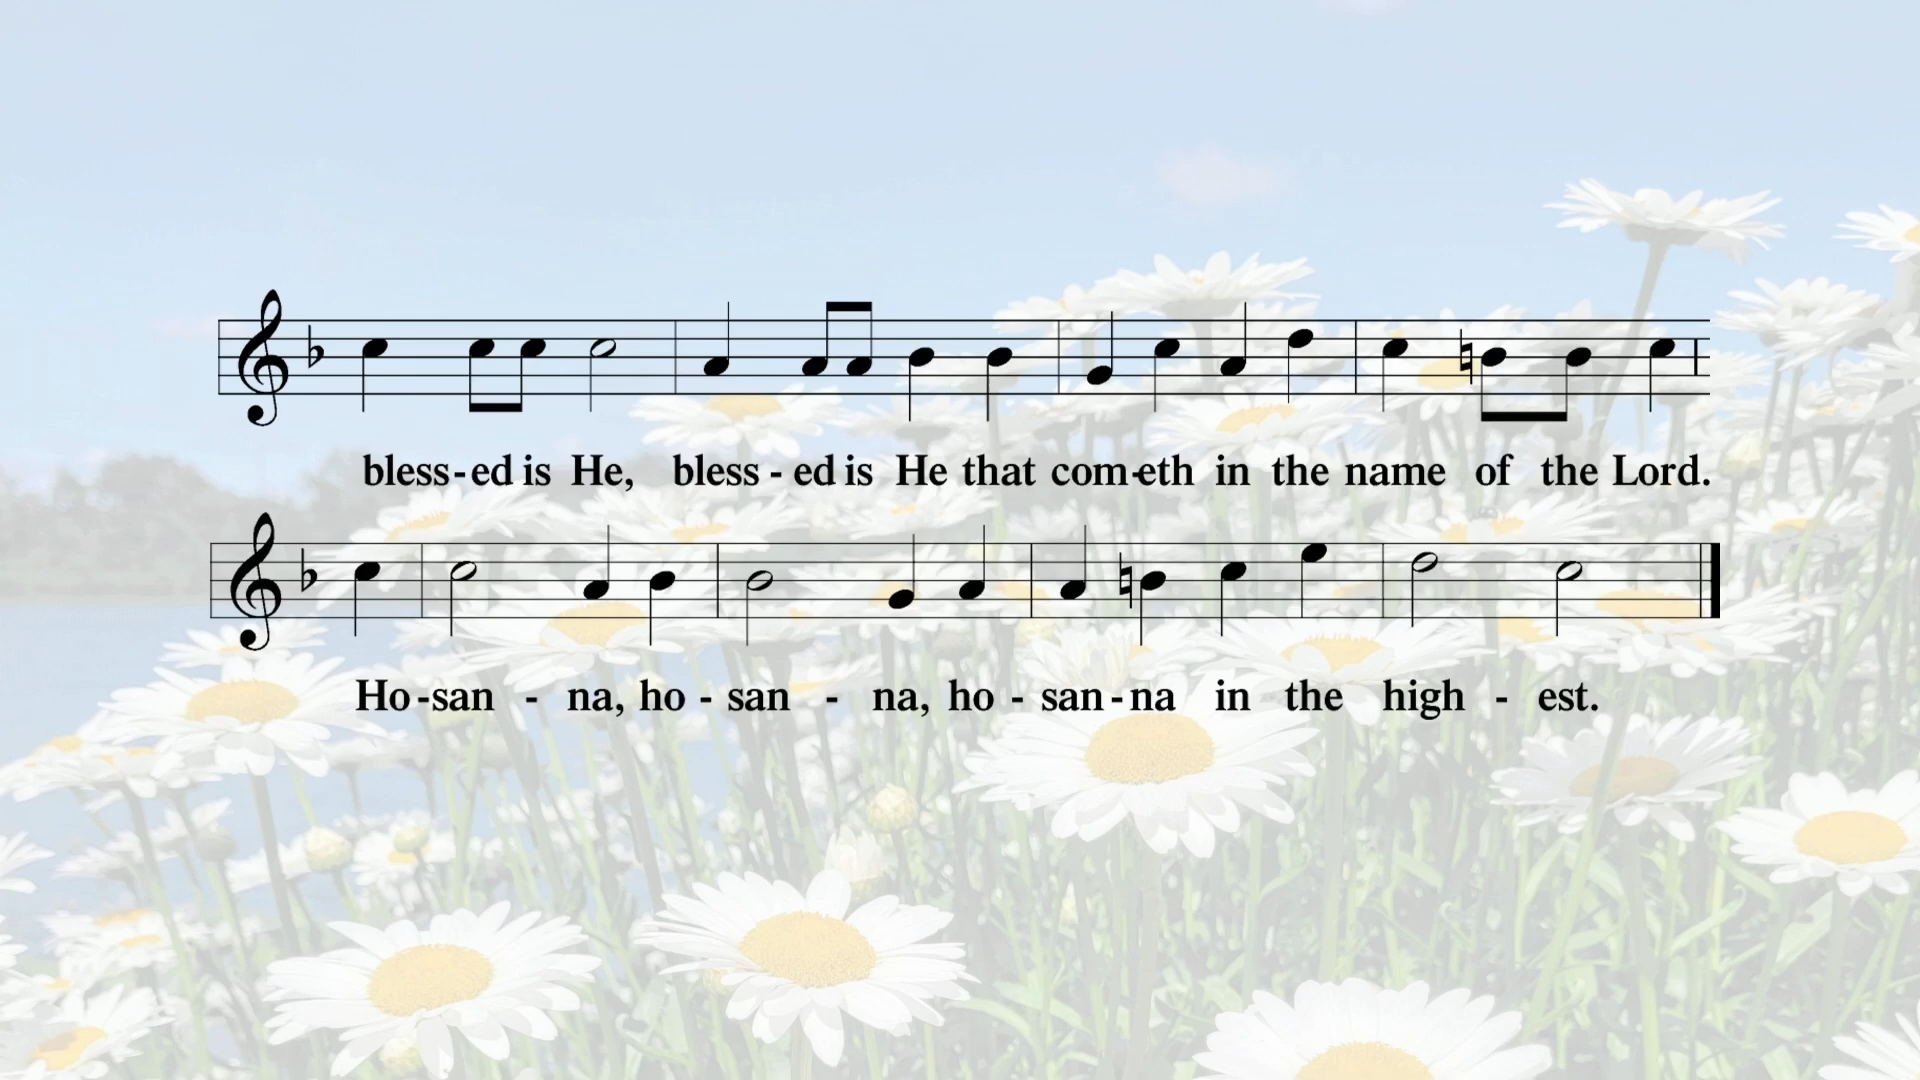 bless-ed is He, bless - ed is He that com-eth in the name of the Lord.
Ho-san - na, ho - san - na, ho - san-na in the high - est.